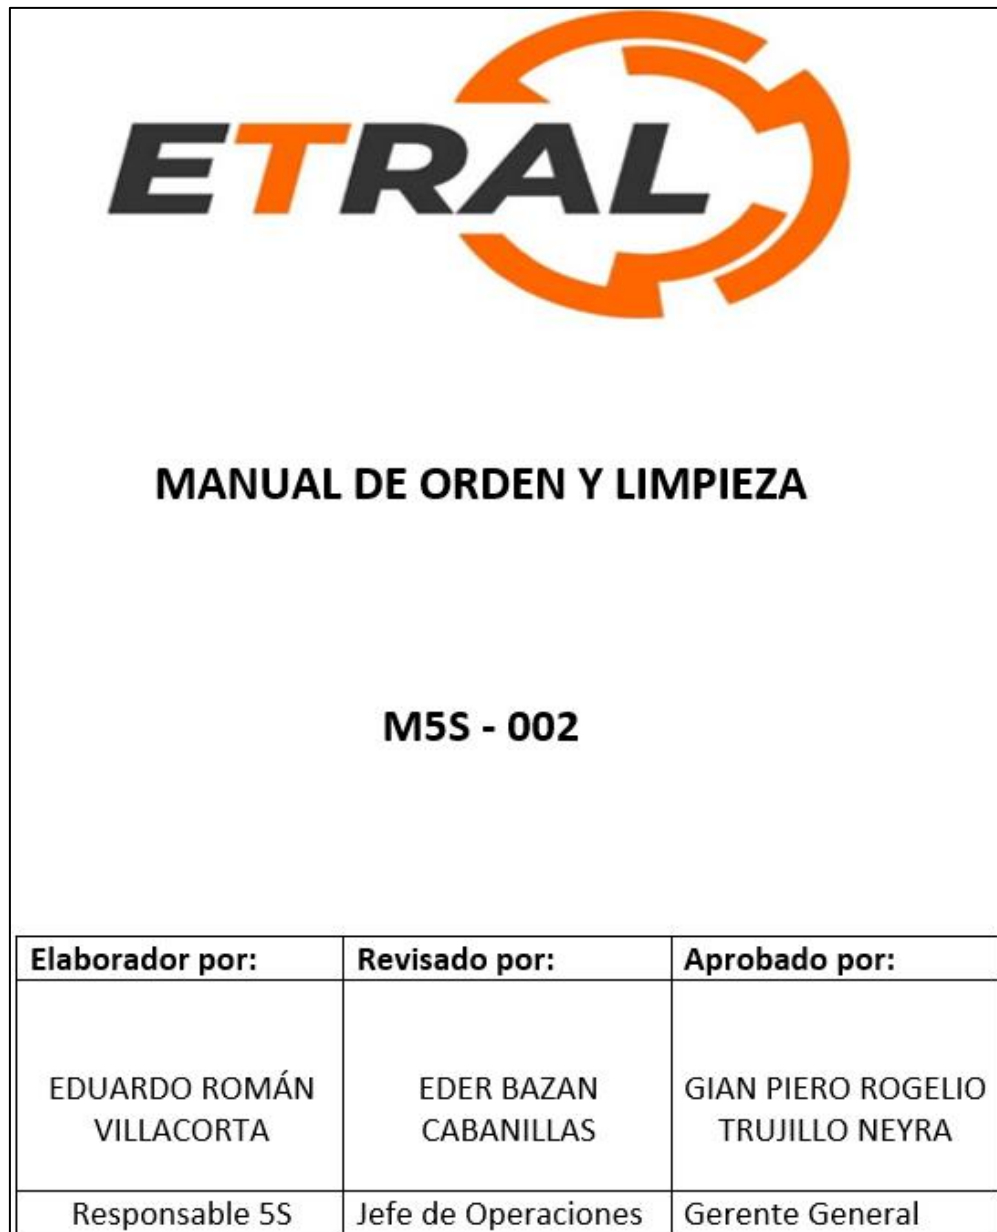 ETRAL
MANUAL DE ORDEN Y LIMPIEZA
M5S - 002
Elaborador por: Revisado por: Aprobado por:
EDUARDO ROMÁN EDER BAZAN GIAN PIERO ROGELIO
VILLACORTA CABANILLAS TRUJILLO NEYRA
Responsable 5S Jefe de Operaciones Gerente General